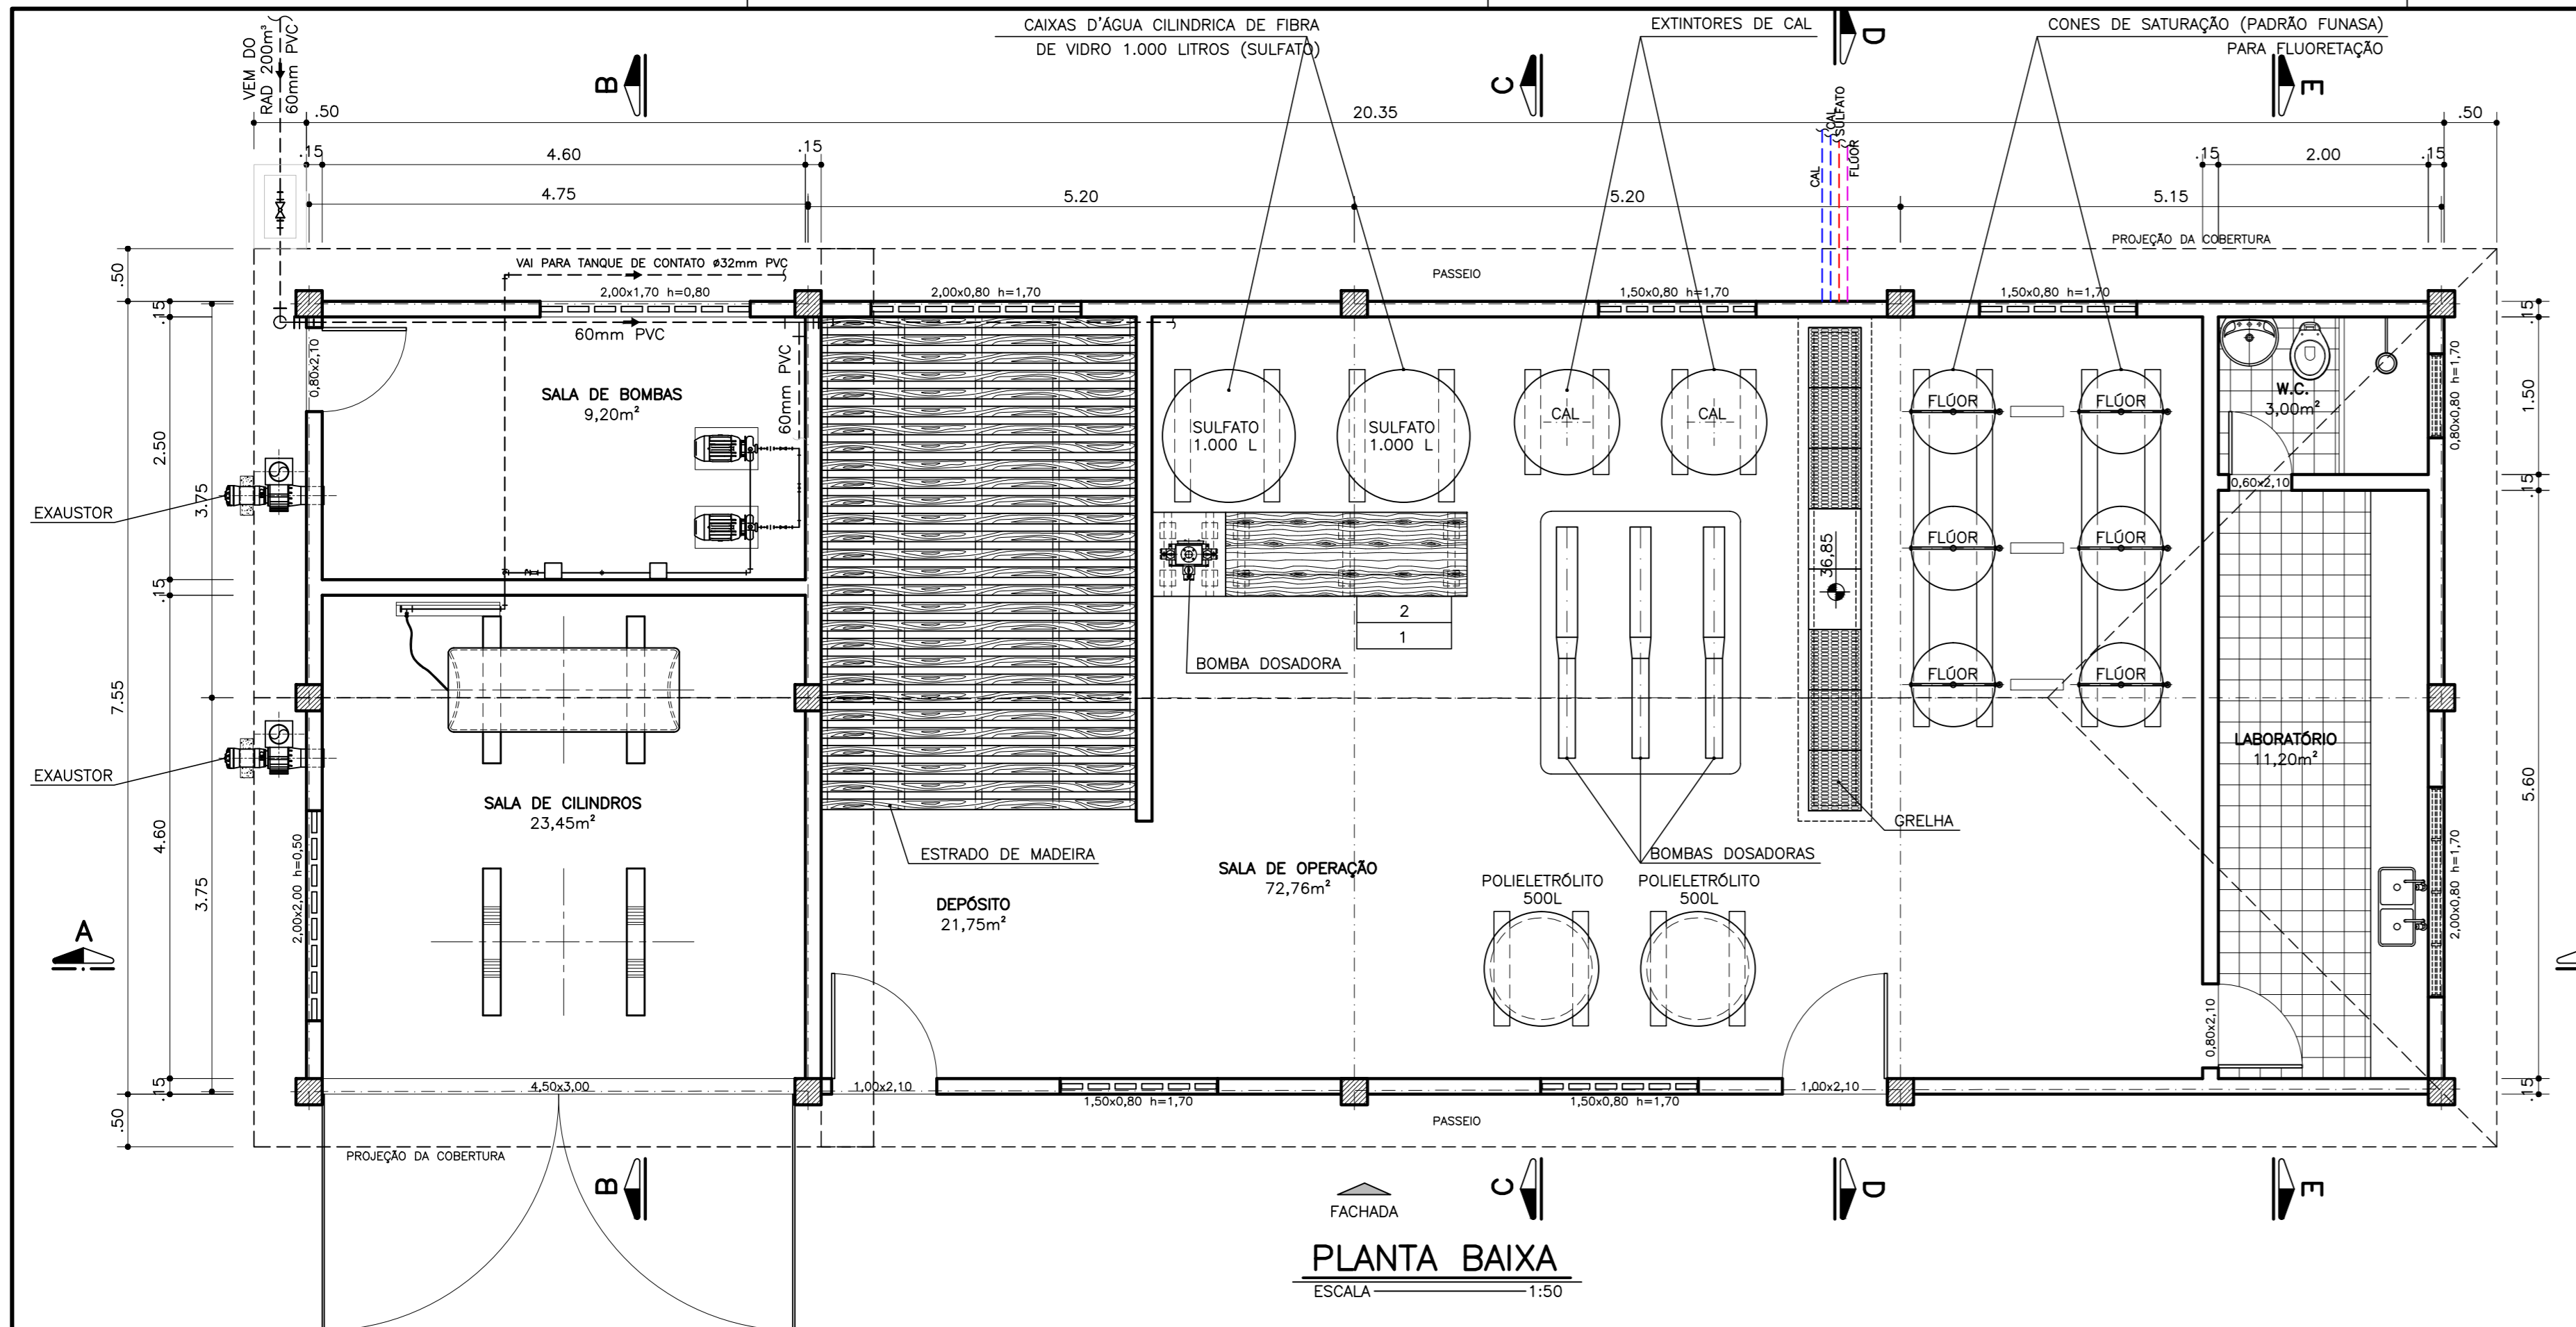 CAIXAS D'ÁGUA CILINDRICA DE FIBRA
DE VIDRO 1.000 LITROS (SULFATO)
EXTINTORES DE CAL
CONES DE SATURAÇÃO (PADRÃO FUNASA)
PARA FLUORETAÇÃO
VEM DO
RAD 200m³
60mm PVC
B
C
D
E
.50
20.35
.50
.15
4.60
.15
.15
2.00
.15
4.75
5.20
5.20
5.15
CAL
CAL
SULFATO
FLÚOR
PROJEÇÃO DA COBERTURA
VAI PARA TANQUE DE CONTATO ø32mm PVC
PASSEIO
2,00x1,70 h=0,80
2,00x0,80 h=1,70
1,50x0,80 h=1,70
1,50x0,80 h=1,70
60mm PVC
60mm PVC
0,80x2,10
SALA DE BOMBAS
9,20m²
SULFATO
1.000 L
SULFATO
1.000 L
CAL
CAL
FLÚOR
FLÚOR
W.C.
3,00m²
0,80x0,80 h=1,70
0,60x2,10
.50
.15
2.50
.15
3.75
7.55
4.60
3.75
.15
.50
.15
1.50
.15
5.60
.15
EXAUSTOR
EXAUSTOR
36,85
FLÚOR
FLÚOR
2
1
BOMBA DOSADORA
FLÚOR
FLÚOR
LABORATÓRIO
11,20m²
SALA DE CILINDROS
23,45m²
2,00x2,00 h=0,50
GRELHA
ESTRADO DE MADEIRA
BOMBAS DOSADORAS
SALA DE OPERAÇÃO
72,76m²
POLIELETRÓLITO
500L
POLIELETRÓLITO
500L
DEPÓSITO
21,75m²
2,00x0,80 h=1,70
A
0,80x2,10
4,50x3,00
1,00x2,10
1,00x2,10
1,50x0,80 h=1,70
1,50x0,80 h=1,70
PASSEIO
PROJEÇÃO DA COBERTURA
B
C
D
E
FACHADA
PLANTA BAIXA
ESCALA 1:50